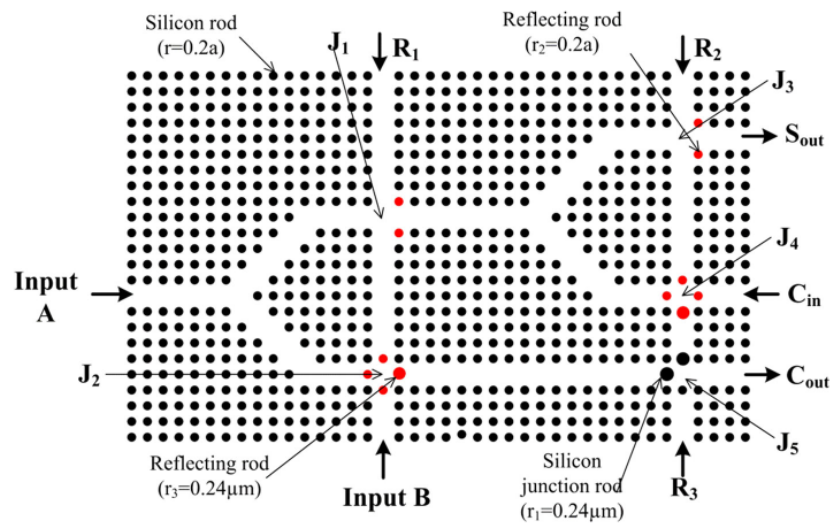 Silicon rod
(r=0.2a)
J1
R1
Reflecting rod
(r2=0.2a)
R2
J3
Sout
J4
Input
A
Cin
J2
Cout
J5
Reflecting rod
(r3=0.24μm)
Input B
Silicon
junction rod
(r1=0.24μm)
R3